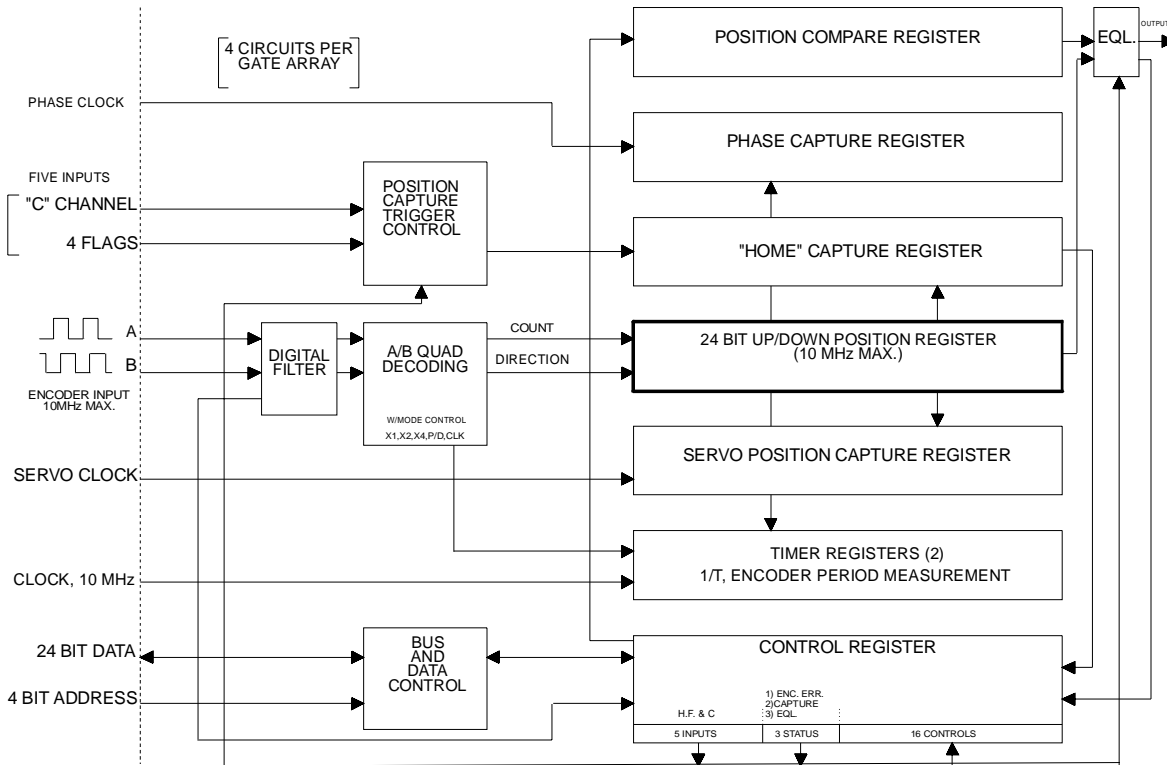 4 CIRCUITS PER
GATE ARRAY
POSITION COMPARE REGISTER
EQL.
OUTPUT
PHASE CLOCK
PHASE CAPTURE REGISTER
FIVE INPUTS
"C" CHANNEL
4 FLAGS
POSITION
CAPTURE
TRIGGER
CONTROL
"HOME" CAPTURE REGISTER
A
B
ENCODER INPUT
10MHz MAX.
DIGITAL
FILTER
A/B QUAD
DECODING
W/MODE CONTROL
X1,X2,X4,P/D,CLK
COUNT
DIRECTION
24 BIT UP/DOWN POSITION REGISTER
(10 MHz MAX.)
SERVO CLOCK
SERVO POSITION CAPTURE REGISTER
CLOCK, 10 MHz
TIMER REGISTERS (2)
1/T, ENCODER PERIOD MEASUREMENT
24 BIT DATA
4 BIT ADDRESS
BUS
AND
DATA
CONTROL
CONTROL REGISTER
1) ENC. ERR.
2)CAPTURE
3) EQL.
H.F. & C
5 INPUTS
3 STATUS
16 CONTROLS